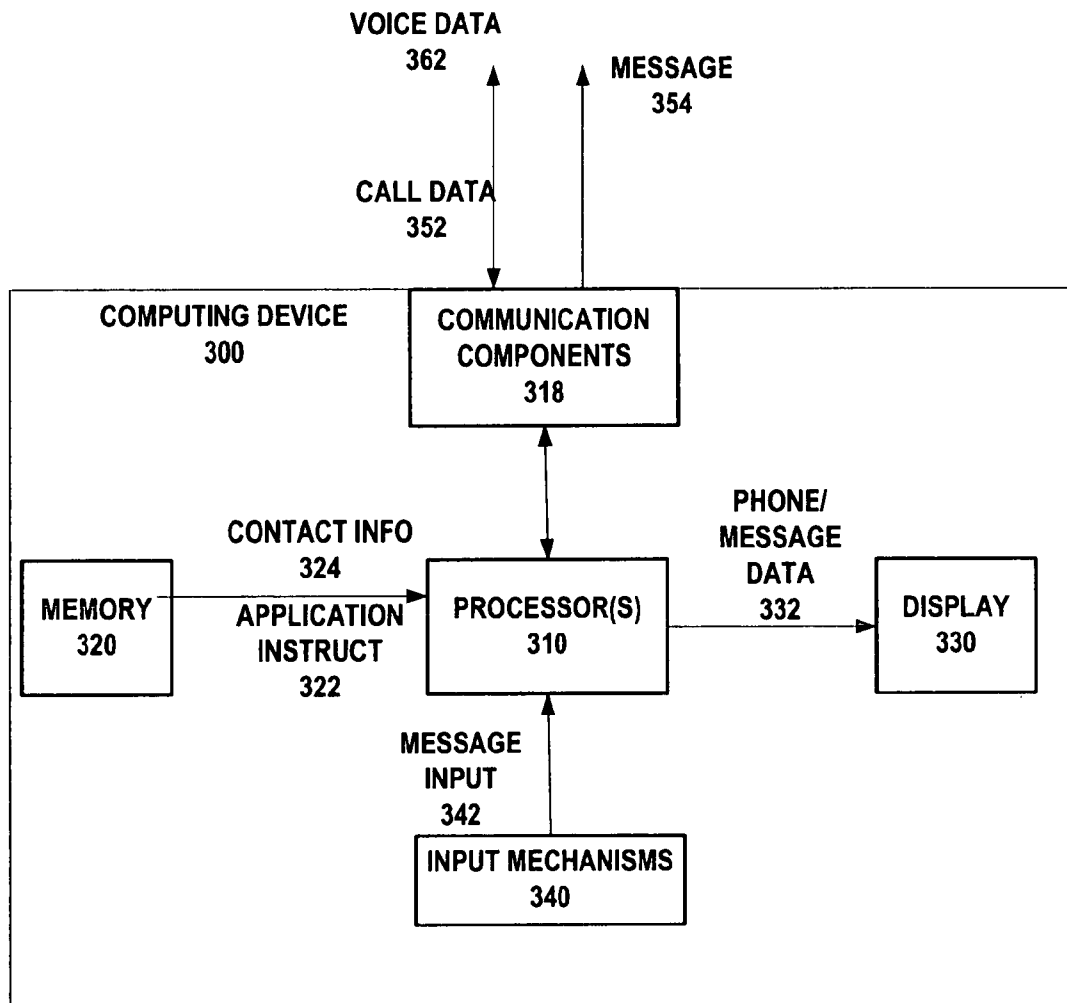 VOICE DATA
362
MESSAGE
354
CALL DATA
352
COMPUTING DEVICE
300
COMMUNICATION
COMPONENTS
318
CONTACT INFO
324
APPLICATION
INSTRUCT
322
MEMORY
320
PROCESSOR(S)
310
PHONE/
MESSAGE
DATA
332
DISPLAY
330
MESSAGE
INPUT
342
INPUT MECHANISMS
340